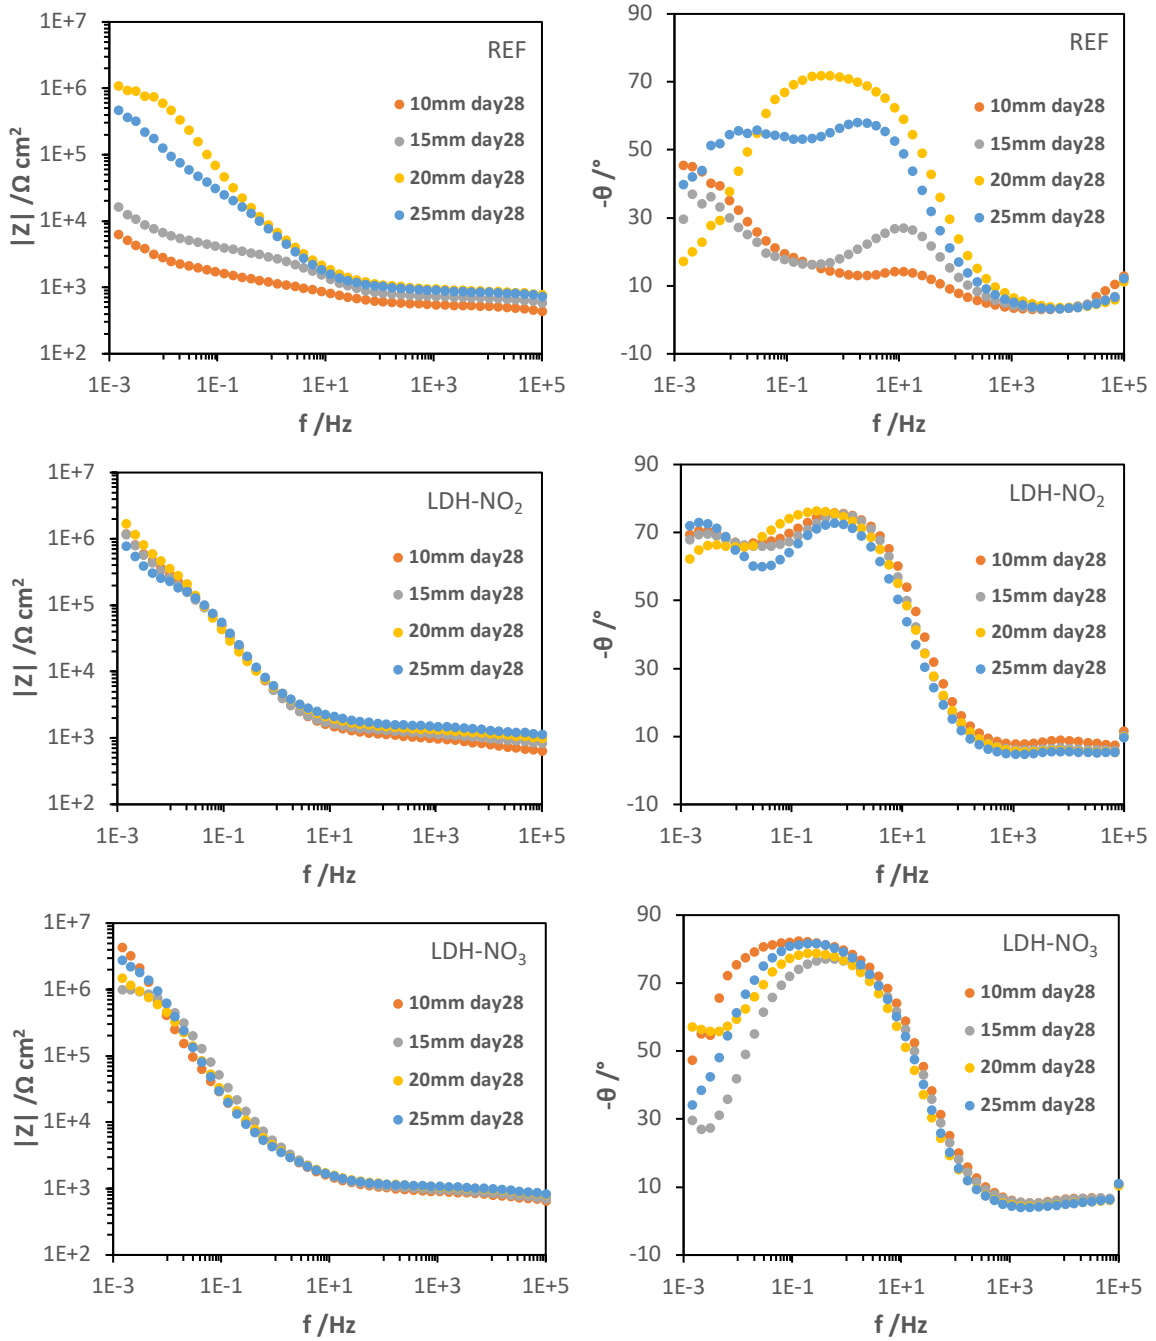 REF
1E+7
1E+6
1E+5
1E+4
1E+3
1E+2
|Z| /Ω cm²
10mm day28
15mm day28
20mm day28
25mm day28
1E-3 1E-1 1E+1 1E+3 1E+5
f /Hz
REF
90
70
50
30
10
-10
-θ /°
10mm day28
15mm day28
20mm day28
25mm day28
1E-3 1E-1 1E+1 1E+3 1E+5
f /Hz
LDH-NO₂
1E+7
1E+6
1E+5
1E+4
1E+3
1E+2
|Z| /Ω cm²
10mm day28
15mm day28
20mm day28
25mm day28
1E-3 1E-1 1E+1 1E+3 1E+5
f /Hz
LDH-NO₂
90
70
50
30
10
-10
-θ /°
10mm day28
15mm day28
20mm day28
25mm day28
1E-3 1E-1 1E+1 1E+3 1E+5
f /Hz
LDH-NO₃
1E+7
1E+6
1E+5
1E+4
1E+3
1E+2
|Z| /Ω cm²
10mm day28
15mm day28
20mm day28
25mm day28
1E-3 1E-1 1E+1 1E+3 1E+5
f /Hz
LDH-NO₃
90
70
50
30
10
-10
-θ /°
10mm day28
15mm day28
20mm day28
25mm day28
1E-3 1E-1 1E+1 1E+3 1E+5
f /Hz